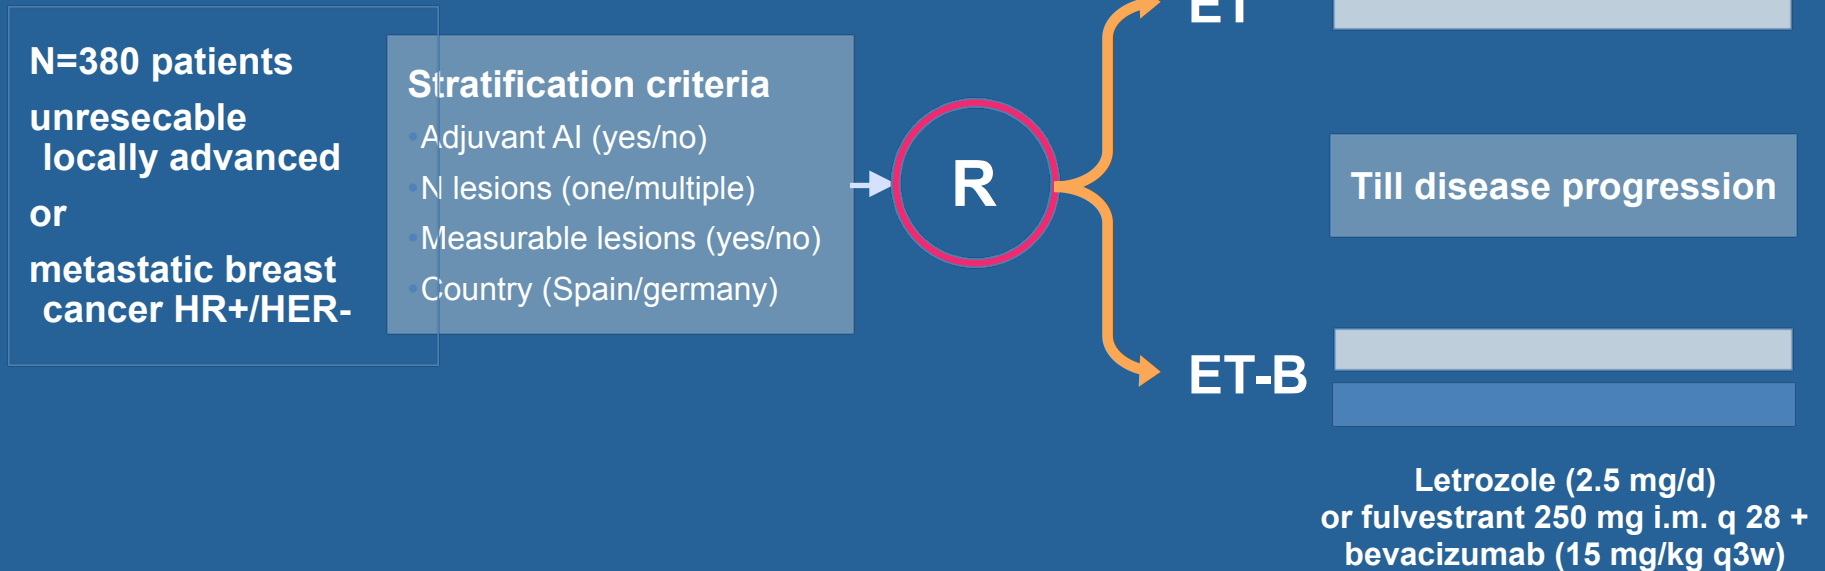 N=380 patients
unresecable
locally advanced
or
metastatic breast
cancer HR+/HER-
Stratification criteria
•Adjuvant AI (yes/no)
•N lesions (one/multiple)
•Measurable lesions (yes/no)
•Country (Spain/germany)
R
ET
Till disease progression
ET-B
Letrozole (2.5 mg/d)
or fulvestrant 250 mg i.m. q 28 +
bevacizumab (15 mg/kg q3w)